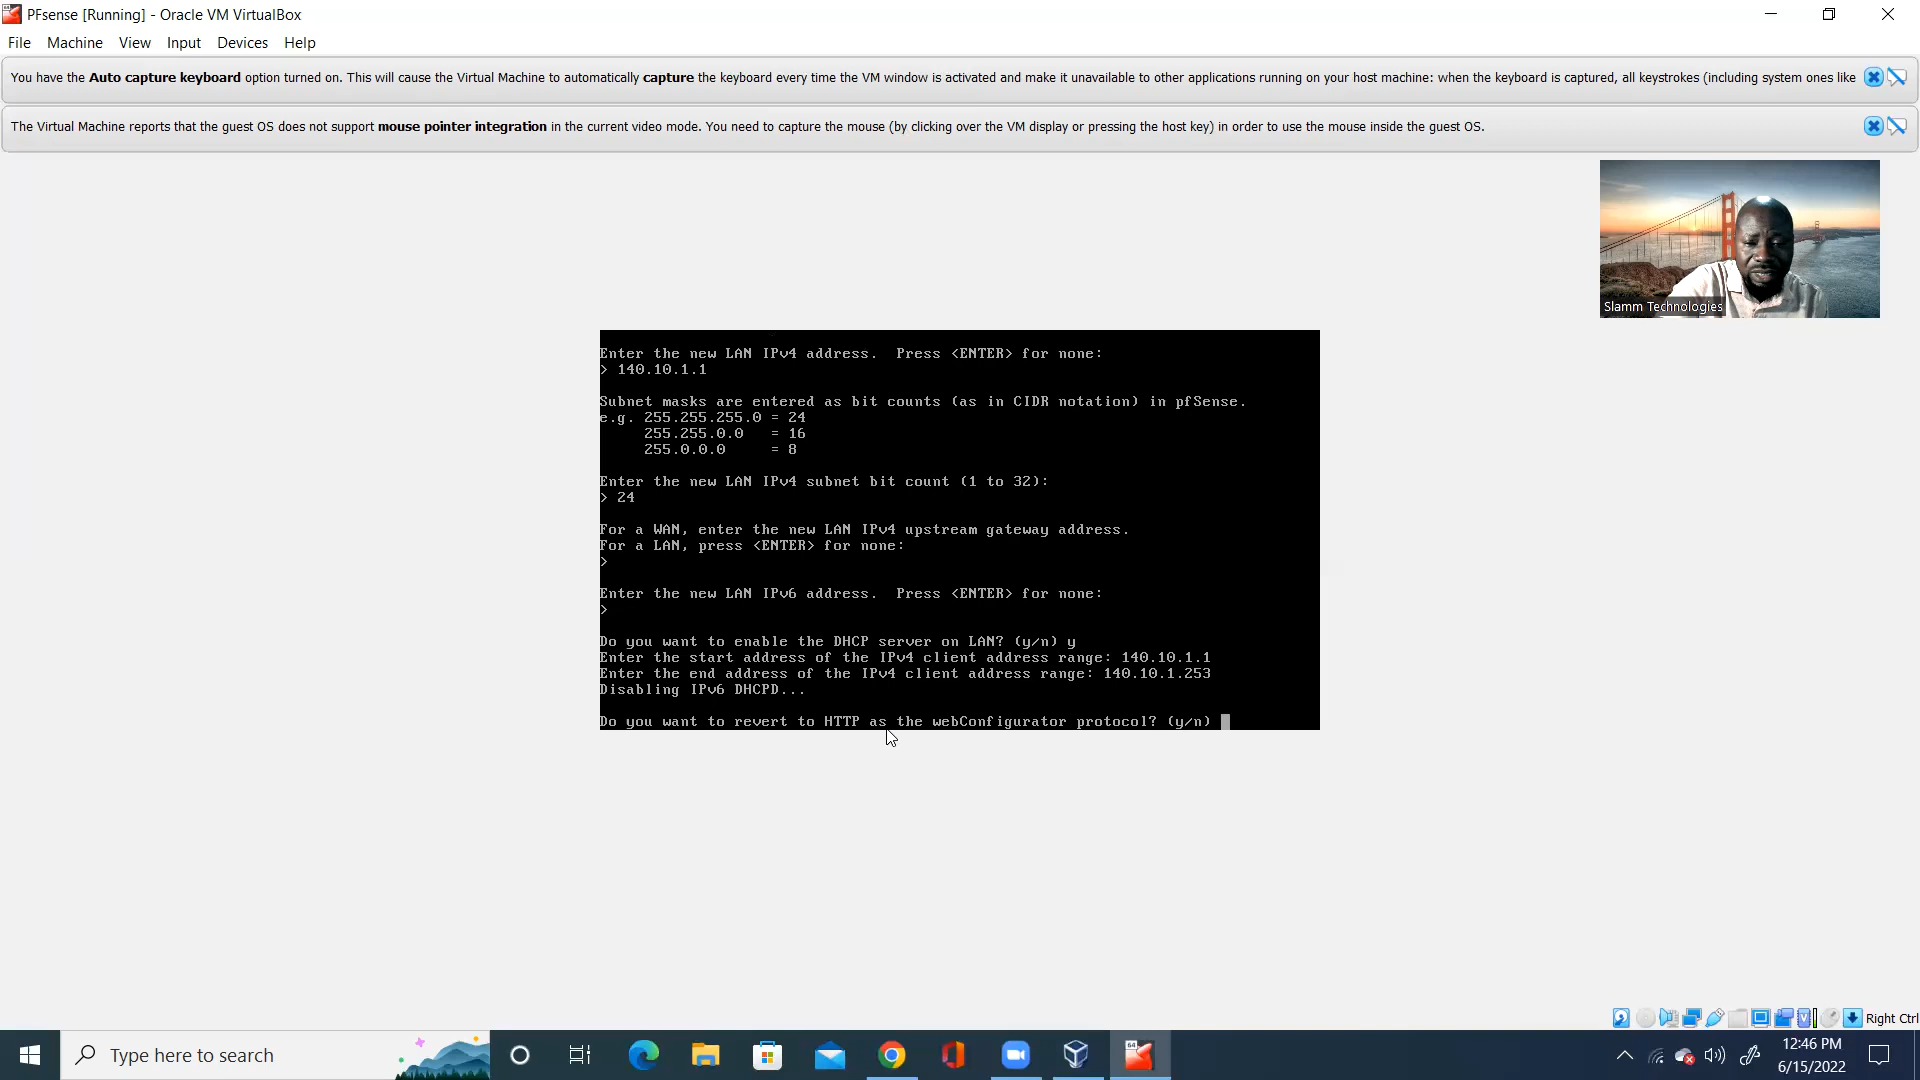 PFsense [Running] - Oracle VM VirtualBox
File Machine View Input Devices Help
You have the Auto capture keyboard option turned on. This will cause the Virtual Machine to automatically capture the keyboard every time the VM window is activated and make it unavailable to other applications running on your host machine: when the keyboard is captured, all keystrokes (including system ones like
The Virtual Machine reports that the guest OS does not support mouse pointer integration in the current video mode. You need to capture the mouse (by clicking over the VM display or pressing the host key) in order to use the mouse inside the guest OS.
Slamm Technologies
Enter the new LAN IPv4 address.  Press <ENTER> for none:
> 140.10.1.1
Subnet masks are entered as bit counts (as in CIDR notation) in pfSense.
e.g. 255.255.255.0 = 24
255.255.0.0   = 16
255.0.0.0     = 8
Enter the new LAN IPv4 subnet bit count (1 to 32):
> 24
For a WAN, enter the new LAN IPv4 upstream gateway address.
For a LAN, press <ENTER> for none:
>
Enter the new LAN IPv6 address.  Press <ENTER> for none:
>
Do you want to enable the DHCP server on LAN? (y/n) y
Enter the start address of the IPv4 client address range: 140.10.1.1
Enter the end address of the IPv4 client address range: 140.10.1.253
Disabling IPv6 DHCPD...
Do you want to revert to HTTP as the webConfigurator protocol? (y/n)
Right Ctrl
Type here to search
12:46 PM
6/15/2022